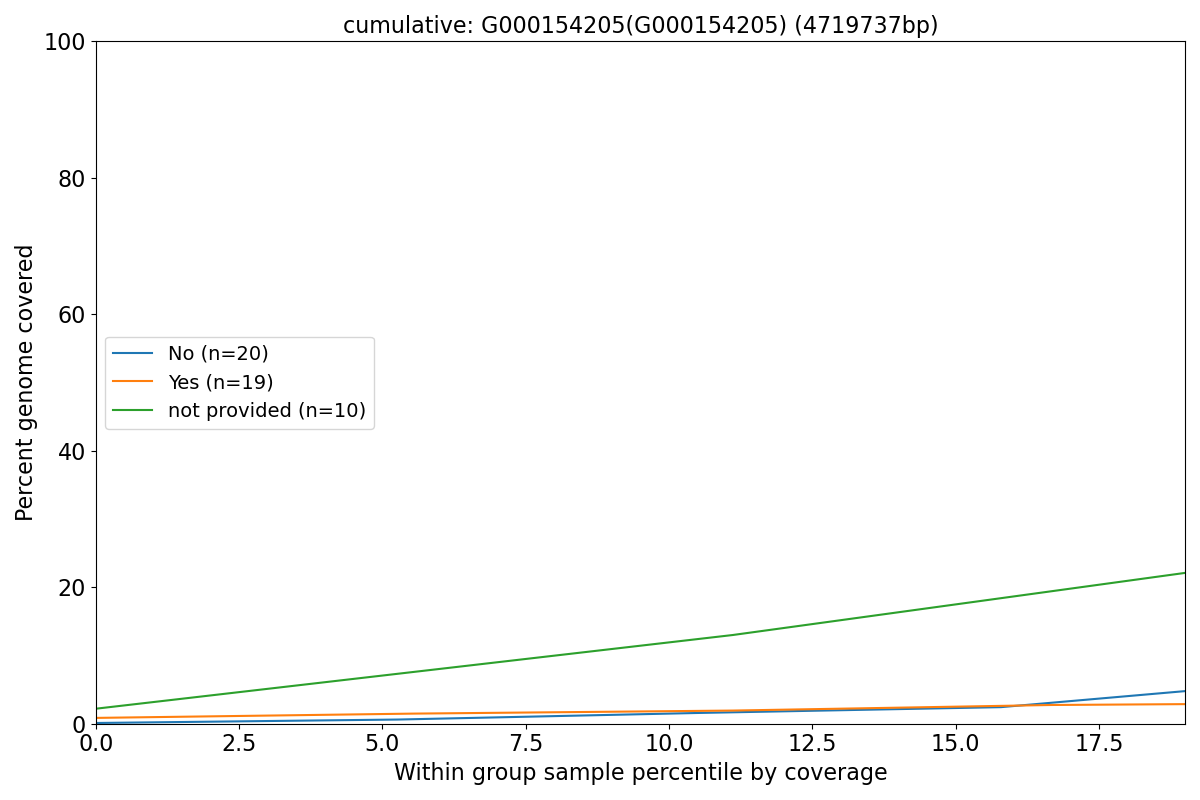 cumulative: G000154205(G000154205) (4719737bp)
100
80
60
40
20
0
Percent genome covered
No (n=20)
Yes (n=19)
not provided (n=10)
0.0 2.5 5.0 7.5 10.0 12.5 15.0 17.5
Within group sample percentile by coverage